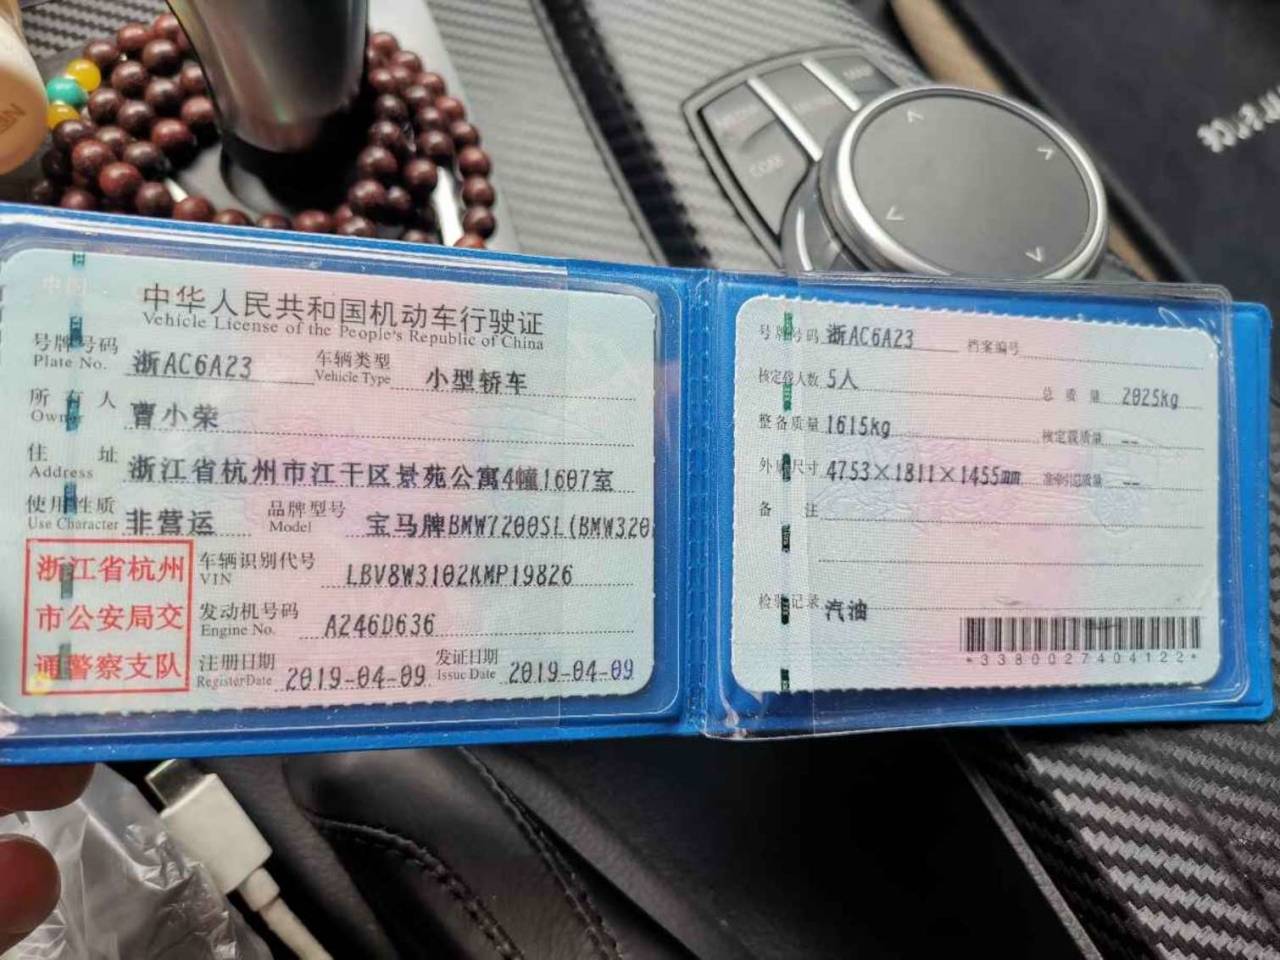 中华人民共和国机动车行驶证
Vehicle License of the People's Republic of China
号牌号码 浙AC6A23 车辆类型 小型轿车
Plate No. Vehicle Type
所有人 曹小荣
Owner
住址 浙江省杭州市江干区景苑公寓4幢1607室
Address
使用性质 非营运 品牌型号 宝马牌BMW7200SL(BMW320
Use Character Model
浙江省杭州
市公安局交
通警察支队
车辆识别代号 LBV8W3102KMP19826
VIN
发动机号码 A246D636
Engine No.
注册日期 2019-04-09 发证日期 2019-04-09
Register Date Issue Date
号牌号码 浙AC6A23 档案编号
核定载人数 5人 总质量 2025kg
整备质量 1615kg 核定载质量 --
外廓尺寸 4753×1811×1455mm 准牵引总质量 --
备注
检验记录 汽油
*3380027404122*